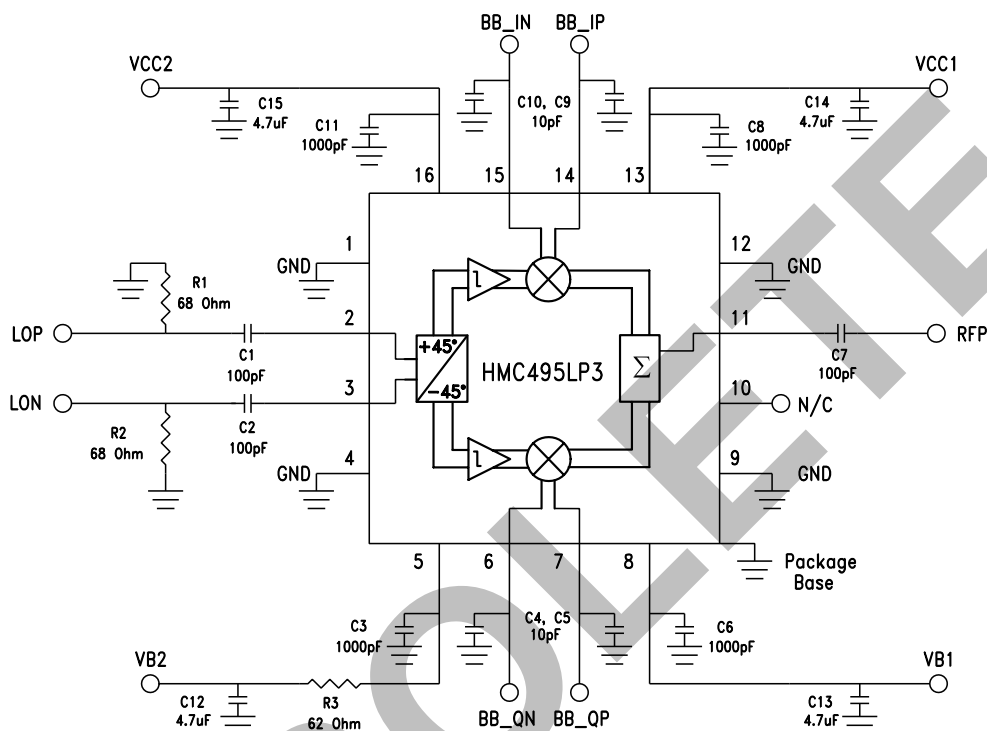 BB_IN BB_IP
VCC2 VCC1
C15
4.7uF
C11
1000pF
C10, C9
10pF
C14
4.7uF
C8
1000pF
16 15 14 13
1 12
GND GND
R1
68 Ohm
LOP 2 11 RFP
C1
100pF
C7
100pF
+45°
-45°
HMC495LP3
Σ
LON 3 10 N/C
R2
68 Ohm
C2
100pF
4 9
GND GND
5 6 7 8
Package
Base
C3
1000pF
C4, C5
10pF
C6
1000pF
VB2 VB1
C12
4.7uF
R3
62 Ohm
BB_QN BB_QP
C13
4.7uF
OLETE